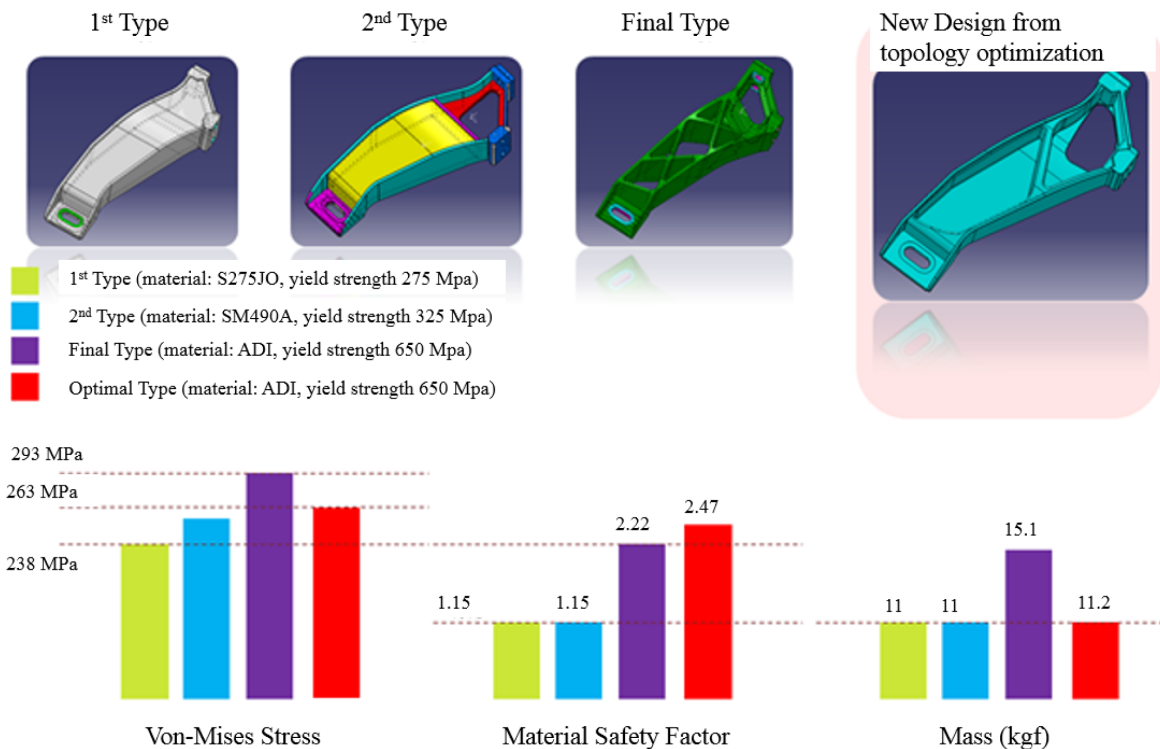 1st Type
2nd Type
Final Type
New Design from
topology optimization
1st Type (material: S275JO, yield strength 275 Mpa)
2nd Type (material: SM490A, yield strength 325 Mpa)
Final Type (material: ADI, yield strength 650 Mpa)
Optimal Type (material: ADI, yield strength 650 Mpa)
293 MPa
263 MPa
238 MPa
Von-Mises Stress
1.15
1.15
2.22
2.47
Material Safety Factor
11
11
15.1
11.2
Mass (kgf)